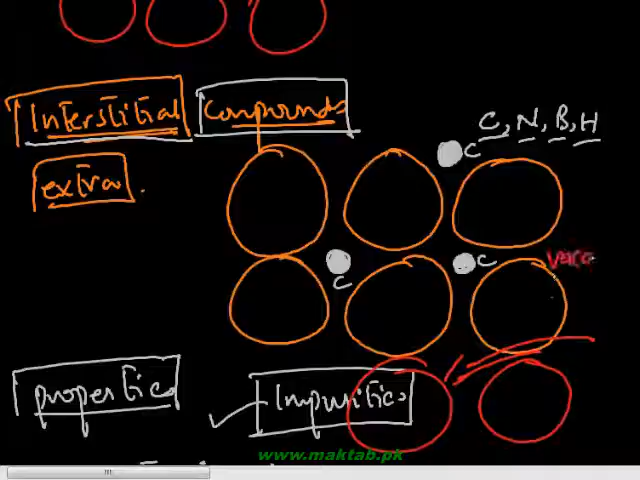 Interstitial Compounds
C, N, B, H
C
extra.
C
C
properties
Impurities
www.maktab.pk